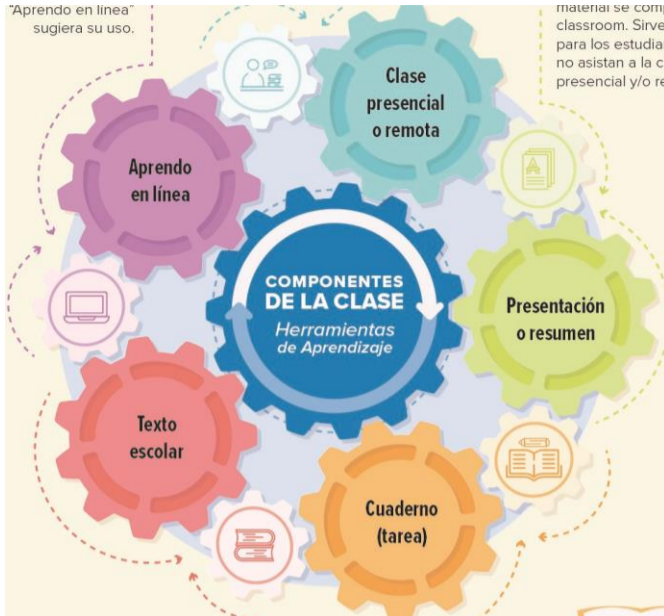 "Aprendo en línea"
sugiera su uso.
material se comp
classroom. Sirve
para los estudia
no asistan a la c
presencial y/o re
Clase
presencial
o remota
Aprendo
en línea
COMPONENTES
DE LA CLASE
Herramientas
de Aprendizaje
Presentación
o resumen
Texto
escolar
Cuaderno
(tarea)